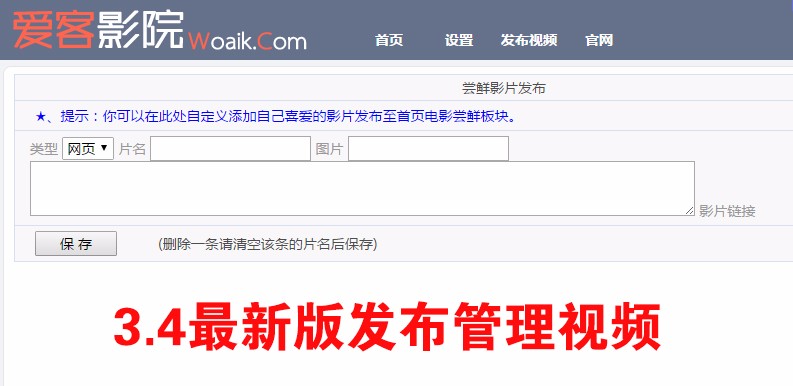 爱客影院 Woaik.Com 首页 设置 发布视频 官网
尝鲜影片发布
★、提示：你可以在此处自定义添加自己喜爱的影片发布至首页电影尝鲜板块。
类型 网页 片名 图片
影片链接
保 存 (删除一条请清空该条的片名后保存)
3.4最新版发布管理视频